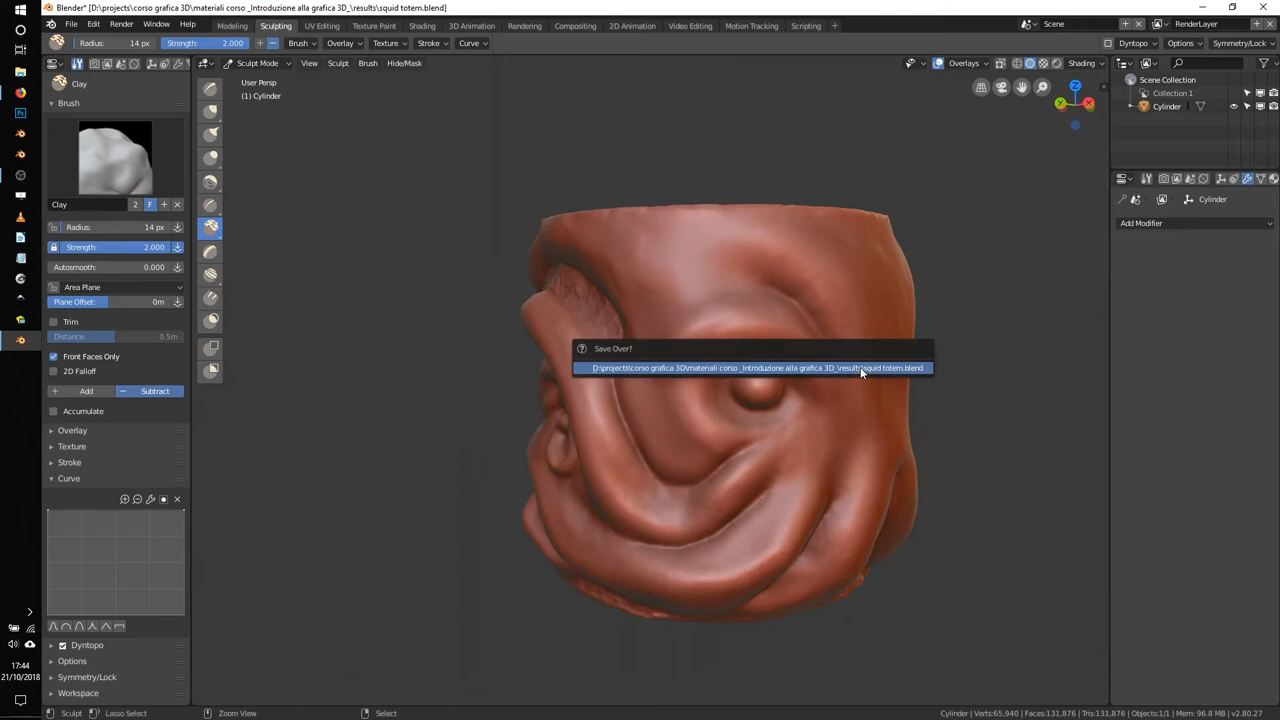 Blender* [D:\projects\corso grafica 3D\materiali corso _Introduzione alla grafica 3D_\results\squid totem.blend]
File Edit Render Window Help Modeling Sculpting UV Editing Texture Paint Shading 3D Animation Rendering Compositing 2D Animation Video Editing Motion Tracking Scripting + Scene RenderLayer
Radius: 14 px Strength: 2.000 Brush Overlay Texture Stroke Curve Dyntopo Options Symmetry/Lock
Sculpt Mode View Sculpt Brush Hide/Mask Overlays Shading
Clay
Brush
Clay 2 F
Radius: 14 px
Strength: 2.000
Autosmooth: 0.000
Area Plane
Plane Offset: 0m
Trim
Distance: 0.5m
Front Faces Only
2D Falloff
Add Subtract
Accumulate
Overlay
Texture
Stroke
Curve
Dyntopo
Options
Symmetry/Lock
Workspace
User Persp
(1) Cylinder
Z
Y
X
Save Over?
D:\projects\corso grafica 3D\materiali corso _Introduzione alla grafica 3D_\results\squid totem.blend
Scene Collection
Collection 1
Cylinder
Cylinder
Add Modifier
17:44
21/10/2018
Sculpt Lasso Select Zoom View Select Cylinder | Verts:65,940 | Faces:131,876 | Tris:131,876 | Objects:1/1 | Mem: 96.8 MB | v2.80.27